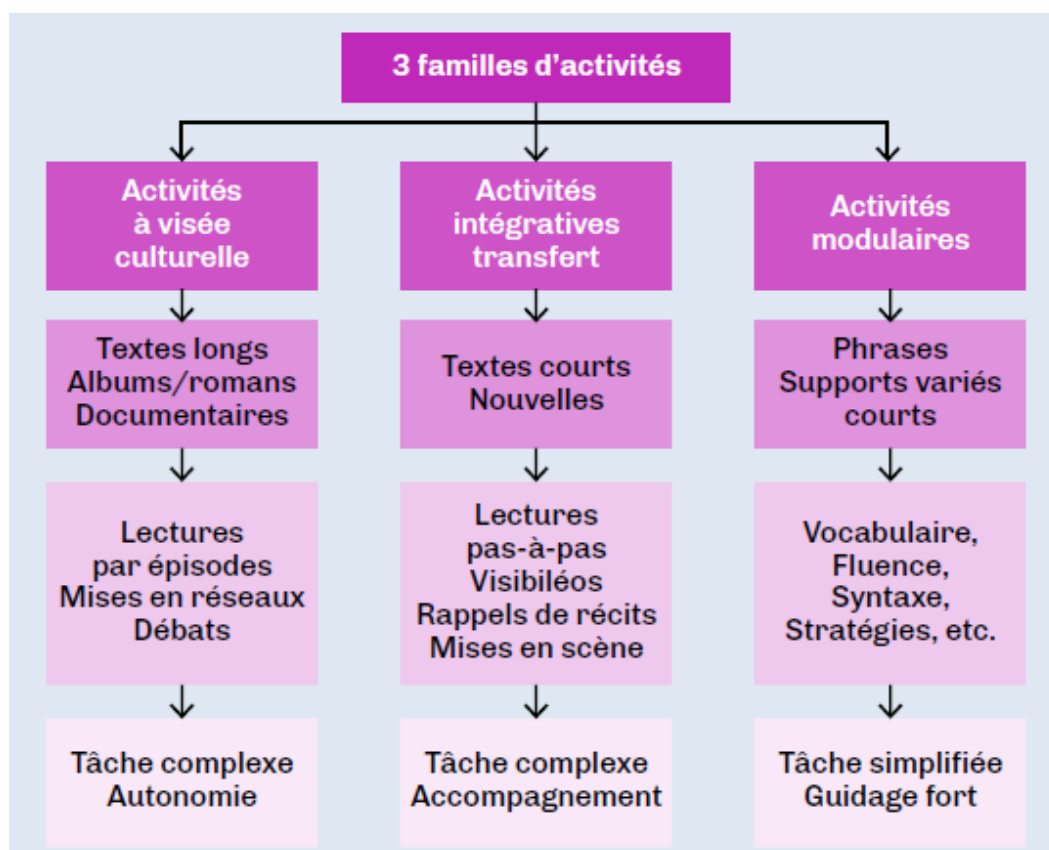 3 familles d’activités
Activités
à visée
culturelle
Activités
intégratives
transfert
Activités
modulaires
Textes longs
Albums/romans
Documentaires
Textes courts
Nouvelles
Phrases
Supports variés
courts
Lectures
par épisodes
Mises en réseaux
Débats
Lectures
pas-à-pas
Visibiléos
Rappels de récits
Mises en scène
Vocabulaire,
Fluence,
Syntaxe,
Stratégies, etc.
Tâche complexe
Autonomie
Tâche complexe
Accompagnement
Tâche simplifiée
Guidage fort